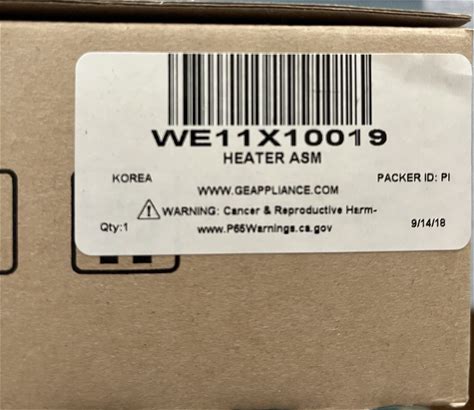 WE11X10019
HEATER ASM
KOREA
PACKER ID: PI
WWW.GEAPPLIANCE.COM
⚠WARNING: Cancer & Reproductive Harm-
Qty:1
www.P65Warnings.ca.gov
9/14/18